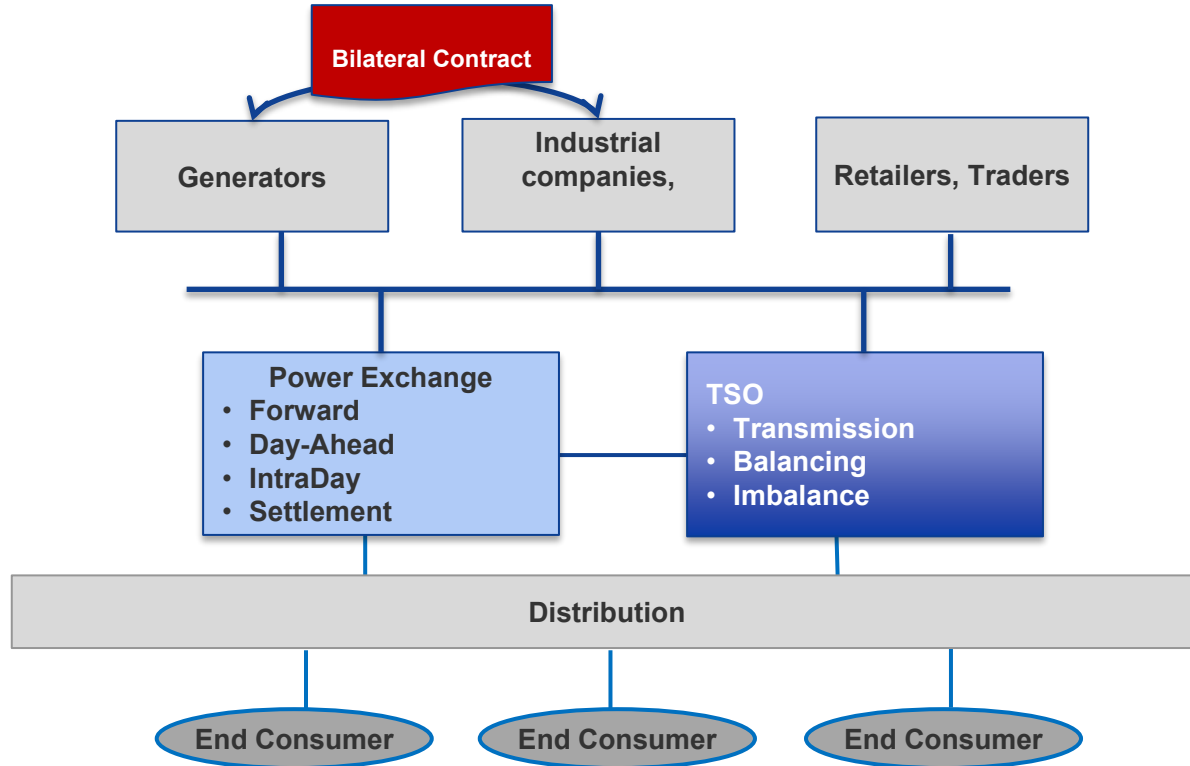 Bilateral Contract
Generators
Industrial
companies,
Retailers, Traders
Power Exchange
• Forward
• Day-Ahead
• IntraDay
• Settlement
TSO
• Transmission
• Balancing
• Imbalance
Distribution
End Consumer
End Consumer
End Consumer